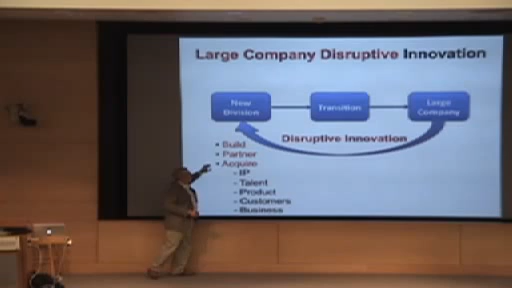 Large Company Disruptive Innovation
New Division
Transition
Large Company
Disruptive Innovation
• Build
• Partner
• Acquire
- IP
- Talent
- Product
- Customers
- Business